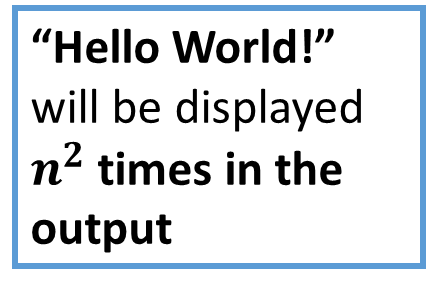 “Hello World!”
will be displayed
n² times in the
output